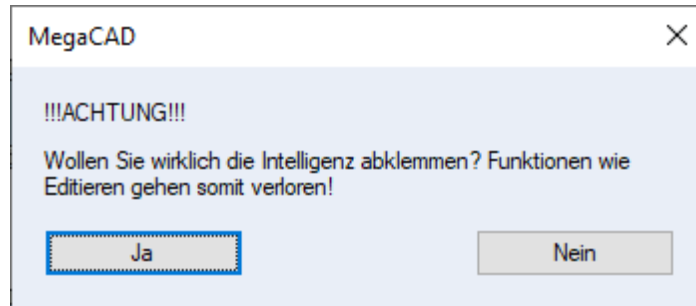 MegaCAD
!!!ACHTUNG!!!
Wollen Sie wirklich die Intelligenz abklemmen? Funktionen wie
Editieren gehen somit verloren!
Ja
Nein